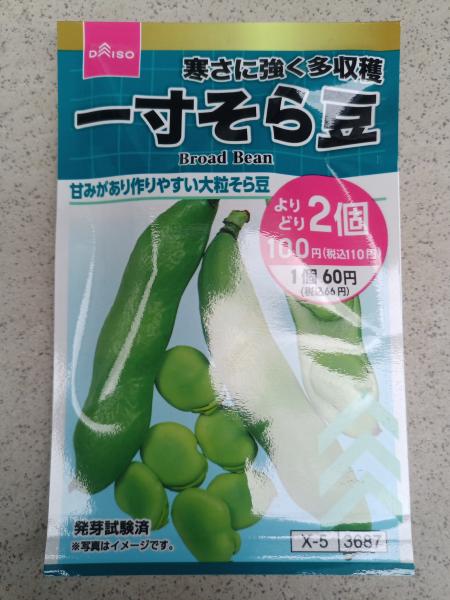 DAISO
寒さに強く多収穫
一寸そら豆
Broad Bean
甘みがあり作りやすい大粒そら豆
よりどり2個
100円(税込110円)
1個60円
(税込66円)
発芽試験済
※写真はイメージです。
X-5 3687